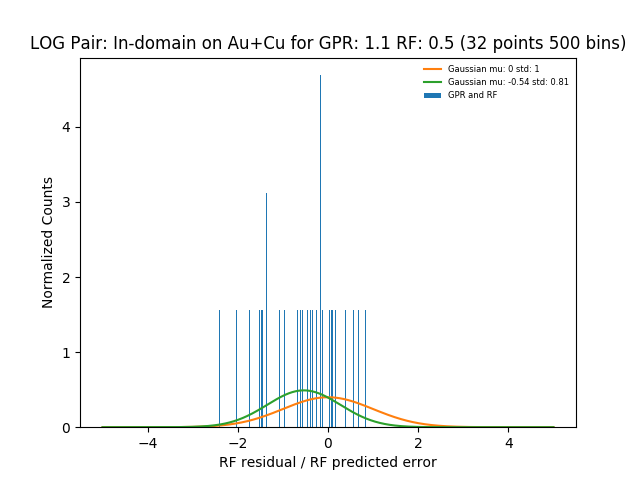 LOG Pair: In-domain on Au+Cu for GPR: 1.1 RF: 0.5 (32 points 500 bins)
Gaussian mu: 0 std: 1
Gaussian mu: -0.54 std: 0.81
GPR and RF
Normalized Counts
4
3
2
1
0
−4 −2 0 2 4
RF residual / RF predicted error